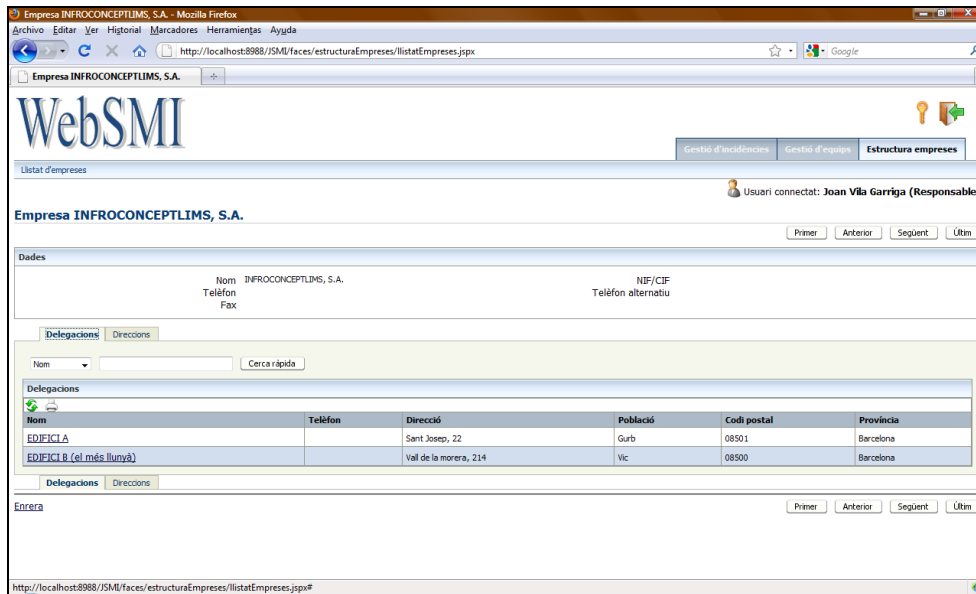 Empresa INFROCONCEPTLIMS, S.A. - Mozilla Firefox
Archivo Editar Ver Historial Marcadores Herramientas Ayuda
http://localhost:8988/JSMI/faces/estructuraEmpreses/llistatEmpreses.jspx
Google
Empresa INFROCONCEPTLIMS, S.A.
WebSMI
Gestió d'incidències Gestió d'equips Estructura empreses
Llistat d'empreses
Usuari connectat: Joan Vila Garriga (Responsable
Empresa INFROCONCEPTLIMS, S.A.
Primer Anterior Següent Últim
Dades
Nom INFROCONCEPTLIMS, S.A. NIF/CIF
Telèfon Telèfon alternatiu
Fax
Delegacions Direccions
Nom Cerca ràpida
Delegacions
Nom Telèfon Direcció Població Codi postal Província
EDIFICI A Sant Josep, 22 Gurb 08501 Barcelona
EDIFICI B (el més llunyà) Vall de la morera, 214 Vic 08500 Barcelona
Delegacions Direccions
Enrera Primer Anterior Següent Últim
http://localhost:8988/JSMI/faces/estructuraEmpreses/llistatEmpreses.jspx#